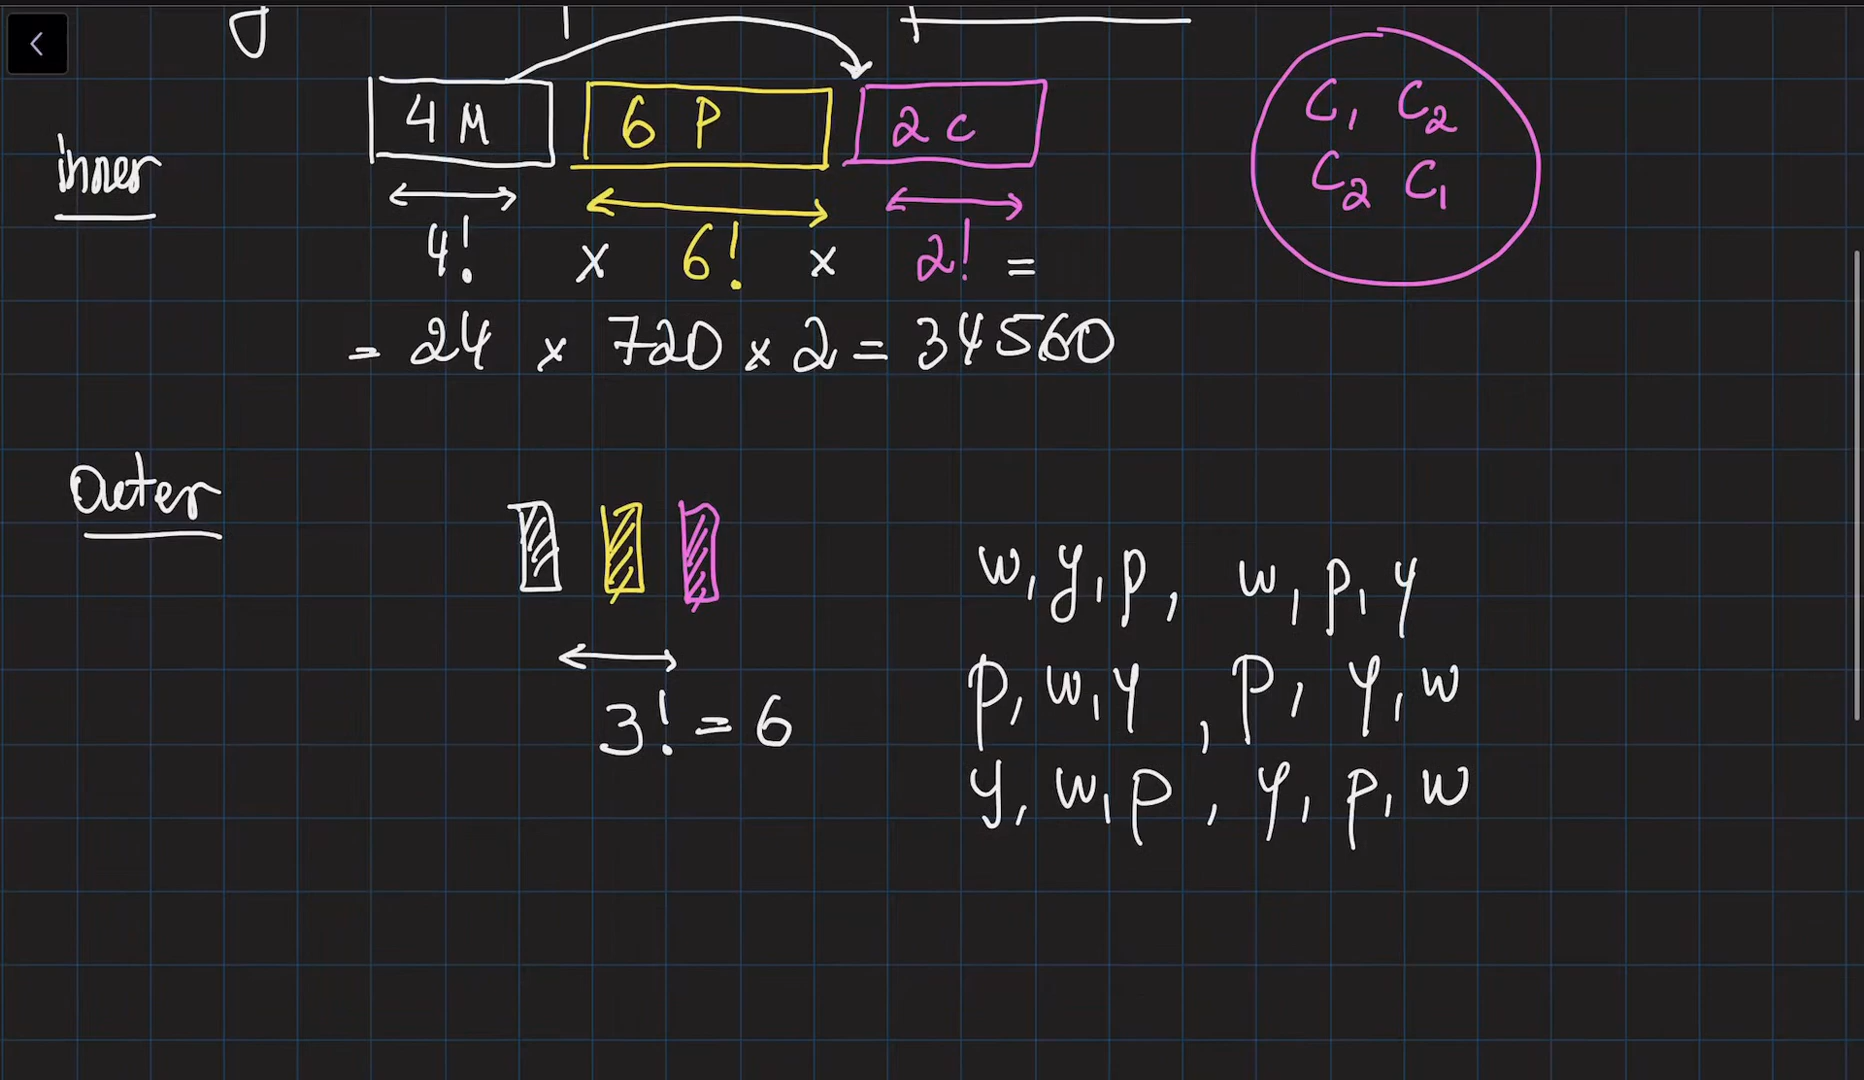 4 M 6 P 2 C
C1 C2
C2 C1
inner
4! x 6! x 2! =
= 24 x 720 x 2 = 34560
Outer
w, y, p, w, p, y
p, w, y, p, y, w
3! = 6
y, w, p, y, p, w